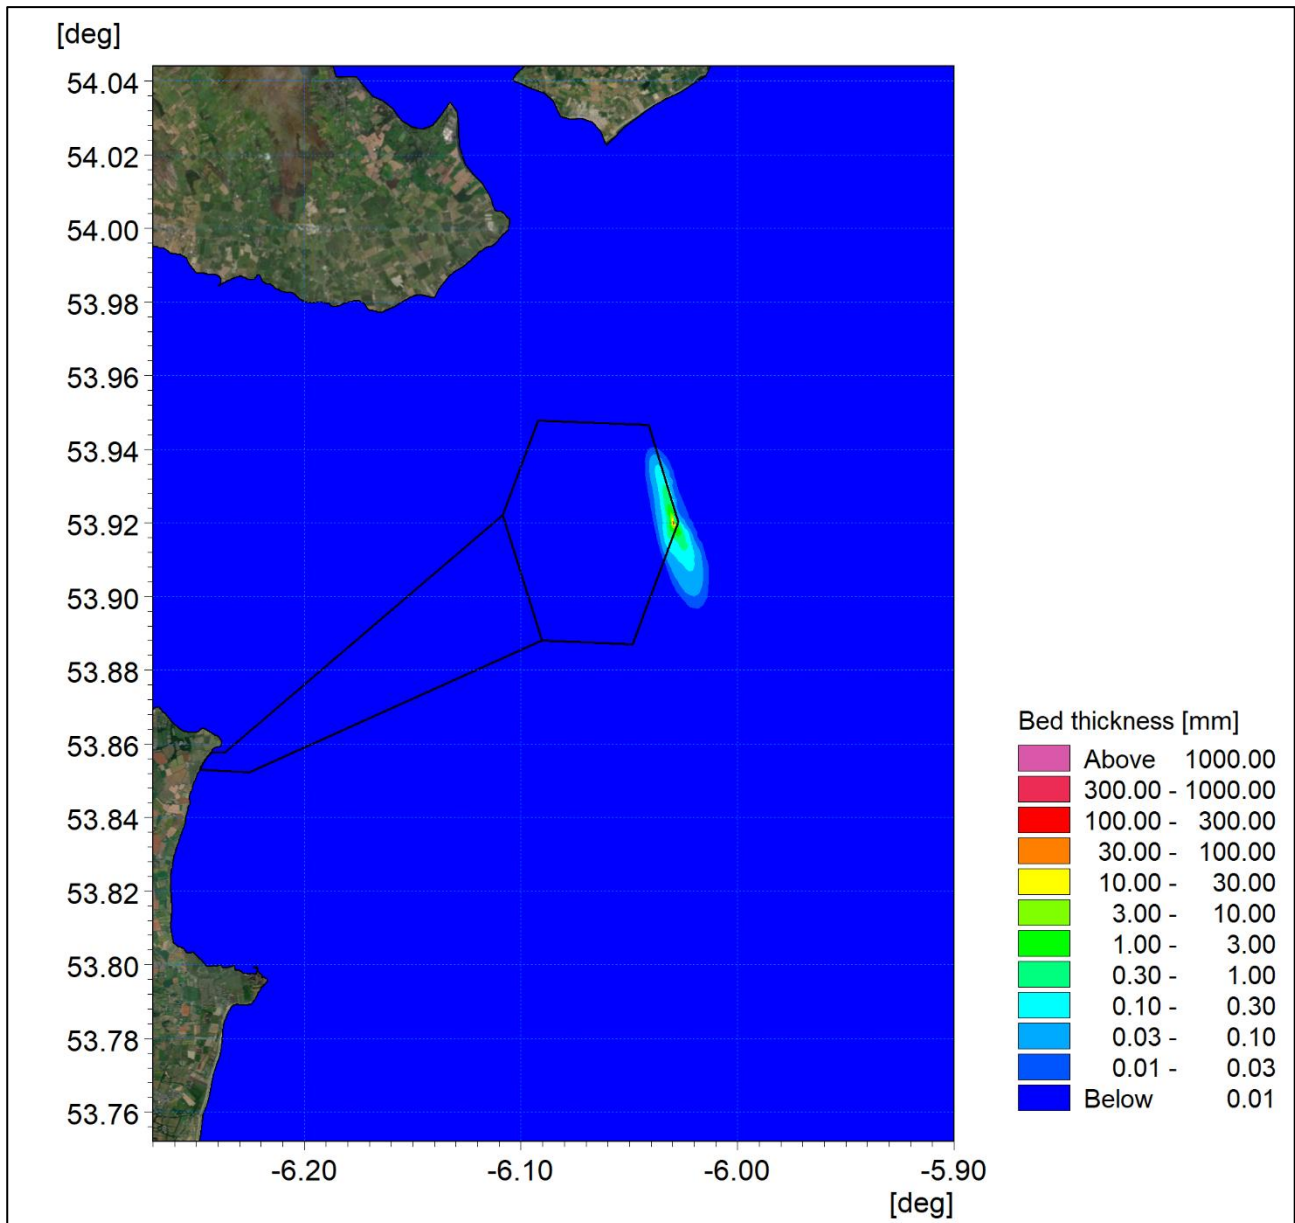 [deg]
54.04
54.02
54.00
53.98
53.96
53.94
53.92
53.90
53.88
53.86
53.84
53.82
53.80
53.78
53.76
-6.20 -6.10 -6.00 -5.90
[deg]
Bed thickness [mm]
Above 1000.00
300.00 - 1000.00
100.00 - 300.00
30.00 - 100.00
10.00 - 30.00
3.00 - 10.00
1.00 - 3.00
0.30 - 1.00
0.10 - 0.30
0.03 - 0.10
0.01 - 0.03
Below 0.01